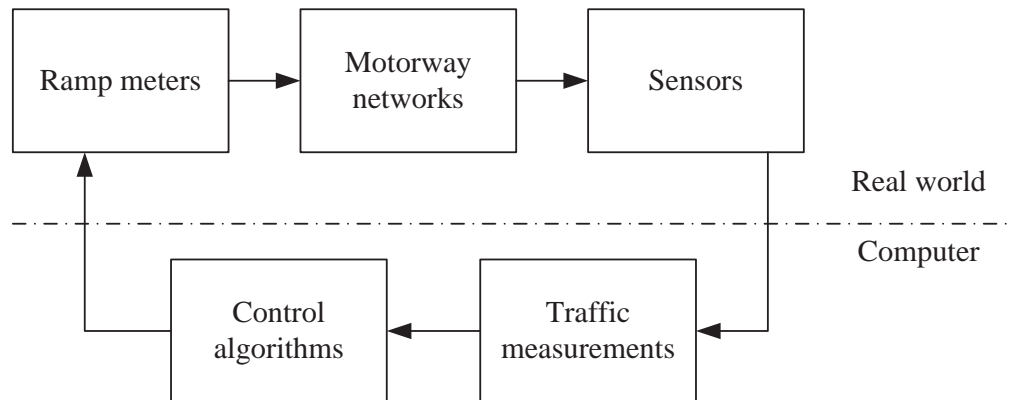 Ramp meters
Motorway
networks
Sensors
Real world
Computer
Control
algorithms
Traffic
measurements